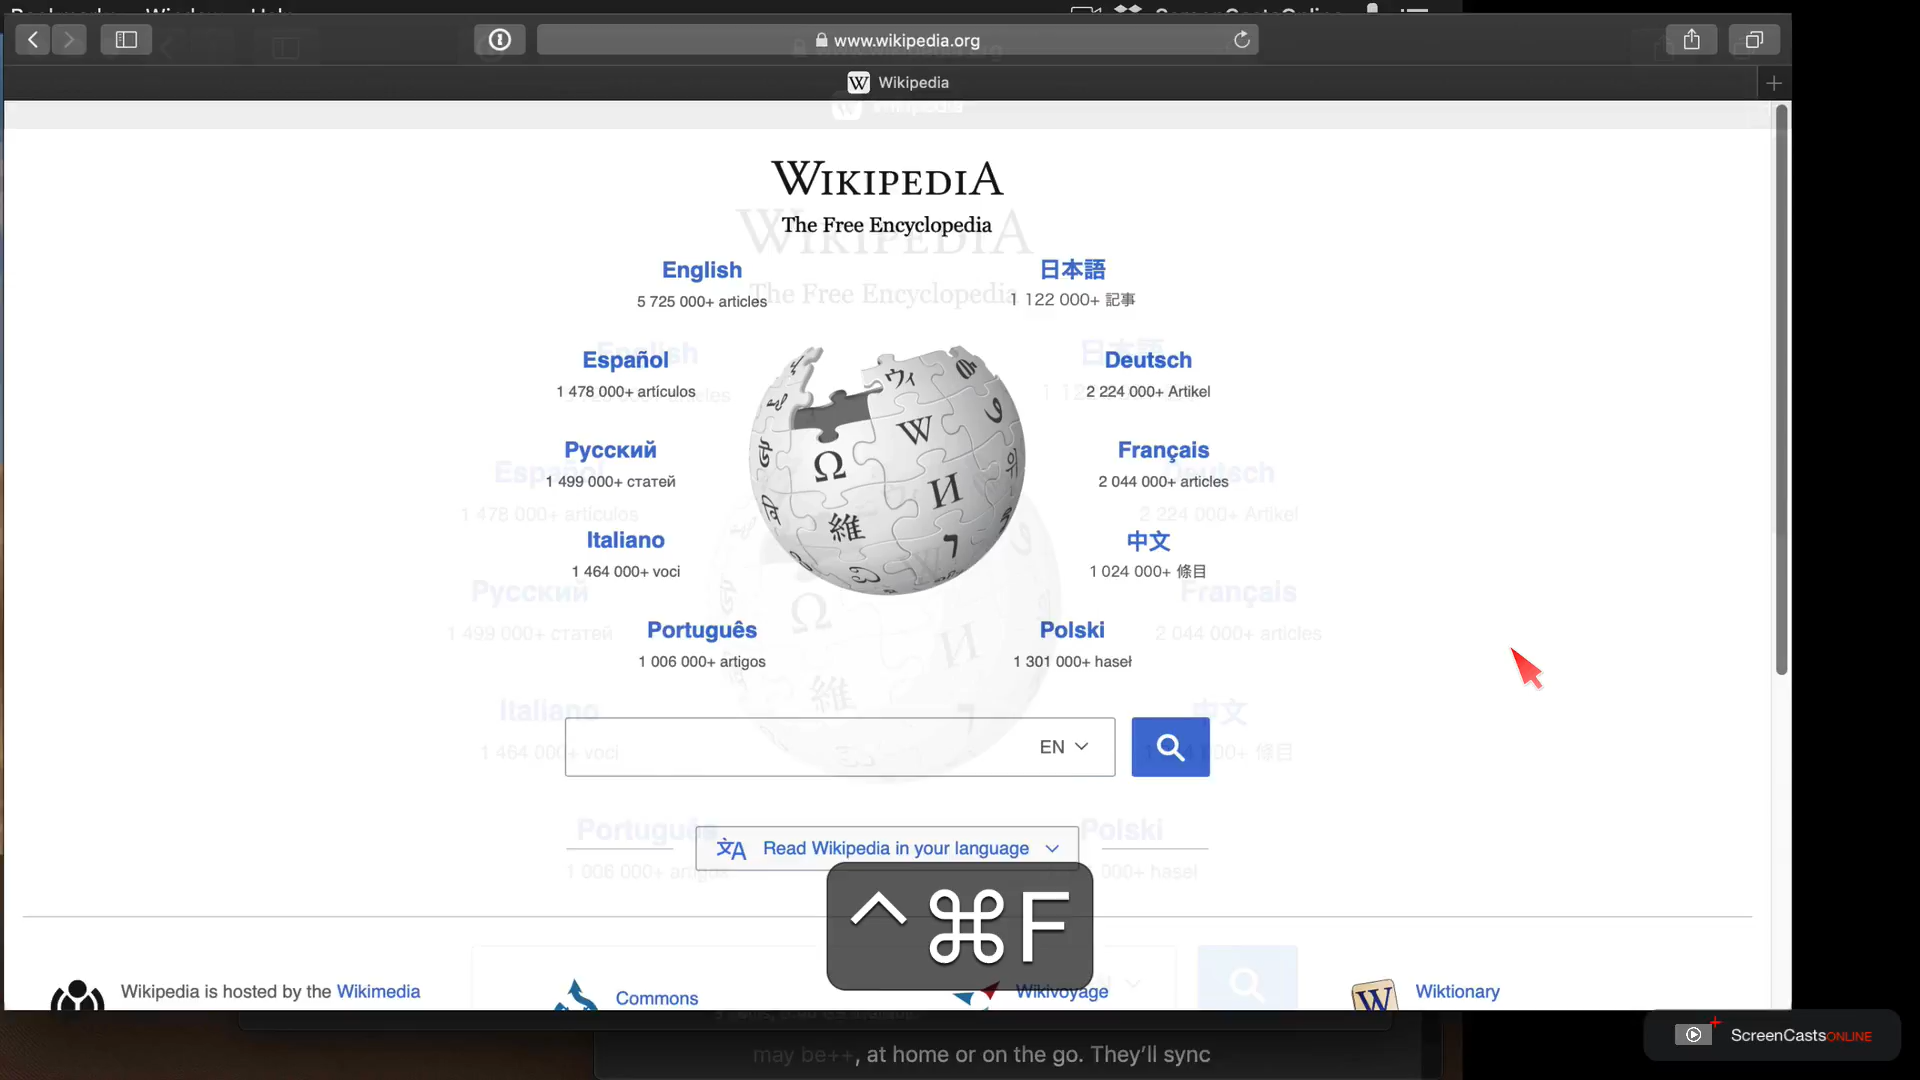 www.wikipedia.org
Wikipedia
WIKIPEDIA
The Free Encyclopedia
English
5 725 000+ articles
日本語
1 122 000+ 記事
Español
1 478 000+ artículos
Deutsch
2 224 000+ Artikel
Русский
1 499 000+ статей
Français
2 044 000+ articles
Italiano
1 464 000+ voci
中文
1 024 000+ 條目
Português
1 006 000+ artigos
Polski
1 301 000+ haseł
EN
Read Wikipedia in your language
^ ⌘ F
Wikipedia is hosted by the Wikimedia
Commons
Wikivoyage
Wiktionary
may be++, at home or on the go. They'll sync
ScreenCastsONLINE